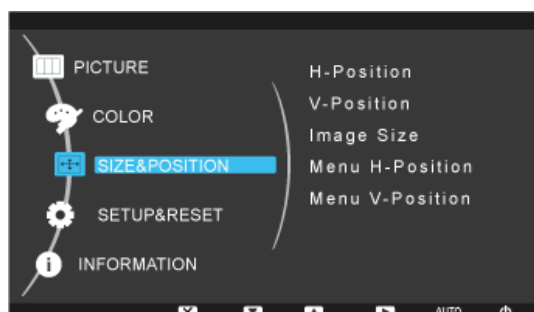 PICTURE
COLOR
SIZE&POSITION
SETUP&RESET
INFORMATION
H-Position
V-Position
Image Size
Menu H-Position
Menu V-Position
AUTO